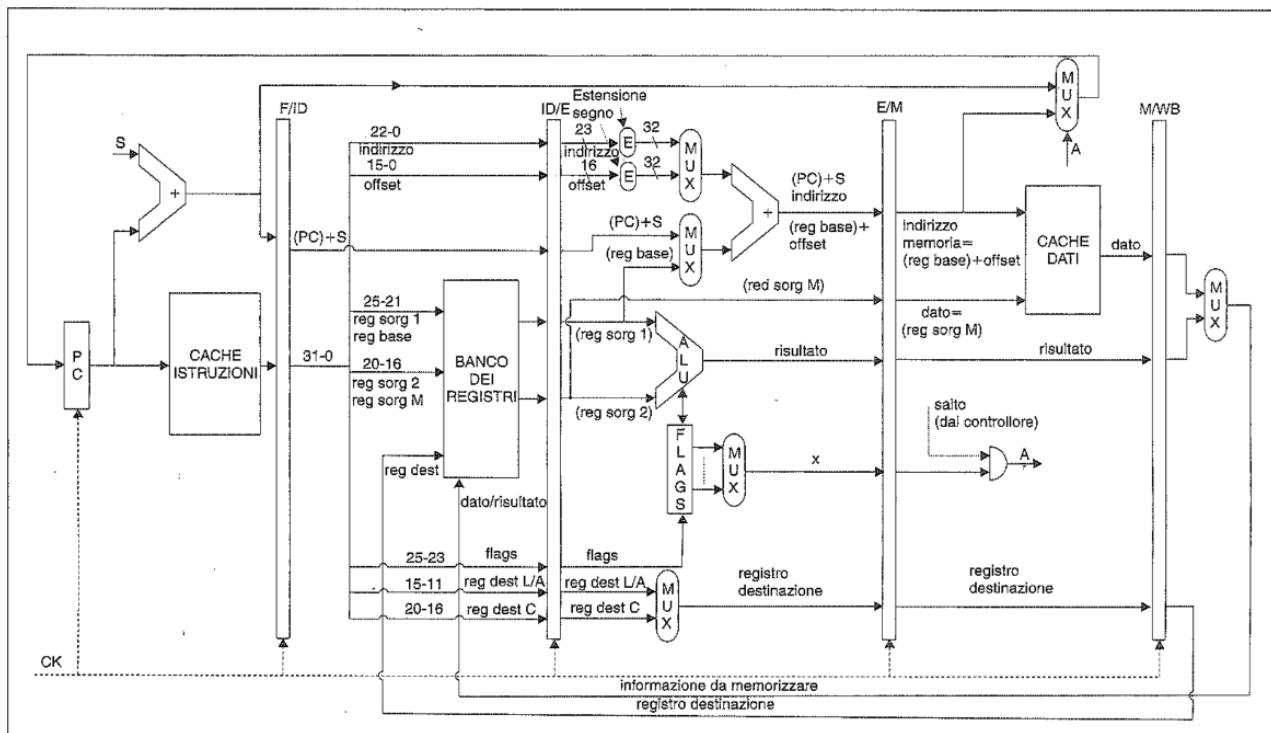 M
U
X
F/ID
ID/E
Estensione
segno
E/M
M/WB
S
+
22-0
indirizzo
15-0
offset
23
indirizzo
16
offset
E
E
32
32
M
U
X
A
(PC)+S
(PC)+S
(reg base)
M
U
X
+
(PC)+S
indirizzo
(reg base)+
offset
indirizzo
memoria=
(reg base)+offset
CACHE
DATI
dato
M
U
X
(red sorg M)
dato=
(reg sorg M)
P
C
CACHE
ISTRUZIONI
31-0
25-21
reg sorg 1
reg base
20-16
reg sorg 2
reg sorg M
BANCO
DEI
REGISTRI
(reg sorg 1)
(reg sorg 2)
A
L
U
risultato
risultato
reg dest
dato/risultato
F
L
A
G
S
M
U
X
x
salto
(dal controllore)
A
25-23
flags
flags
15-11
reg dest L/A
reg dest L/A
20-16
reg dest C
reg dest C
M
U
X
registro
destinazione
registro
destinazione
CK
informazione da memorizzare
registro destinazione